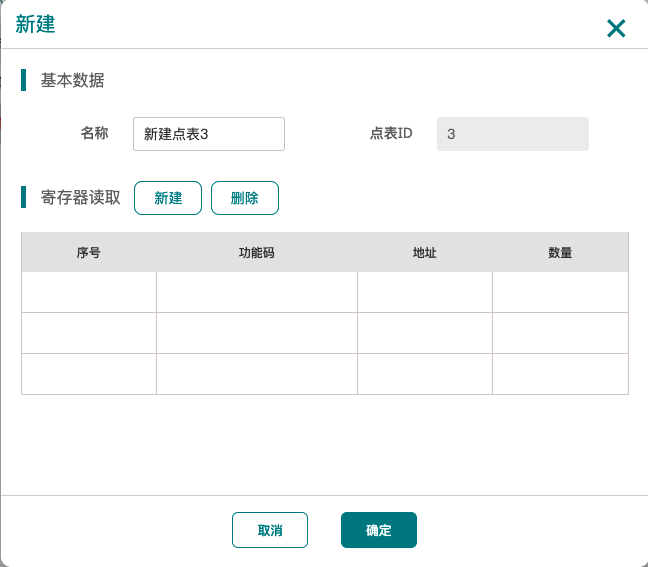 新建
基本数据
名称 新建点表3 点表ID 3
寄存器读取 新建 删除
序号 功能码 地址 数量
取消 确定